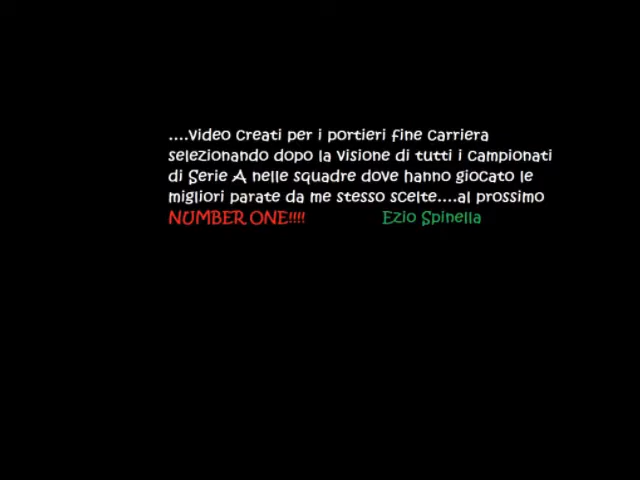 ....Video creati per i portieri fine carriera
selezionando dopo la visione di tutti i campionati
di Serie A nelle squadre dove hanno giocato le
migliori parate da me stesso scelte....al prossimo
NUMBER ONE!!!! Ezio Spinella